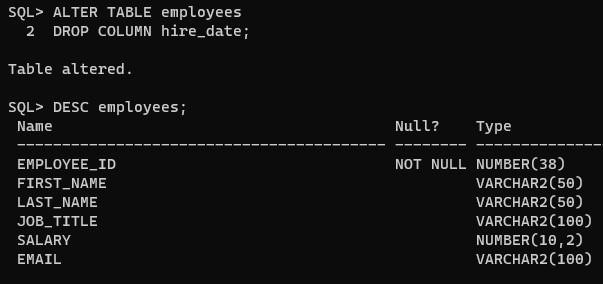 SQL> ALTER TABLE employees
  2  DROP COLUMN hire_date;
Table altered.
SQL> DESC employees;
 Name                                      Null?    Type
 ----------------------------------------- -------- --------------
 EMPLOYEE_ID                               NOT NULL NUMBER(38)
 FIRST_NAME                                         VARCHAR2(50)
 LAST_NAME                                          VARCHAR2(50)
 JOB_TITLE                                          VARCHAR2(100)
 SALARY                                             NUMBER(10,2)
 EMAIL                                              VARCHAR2(100)